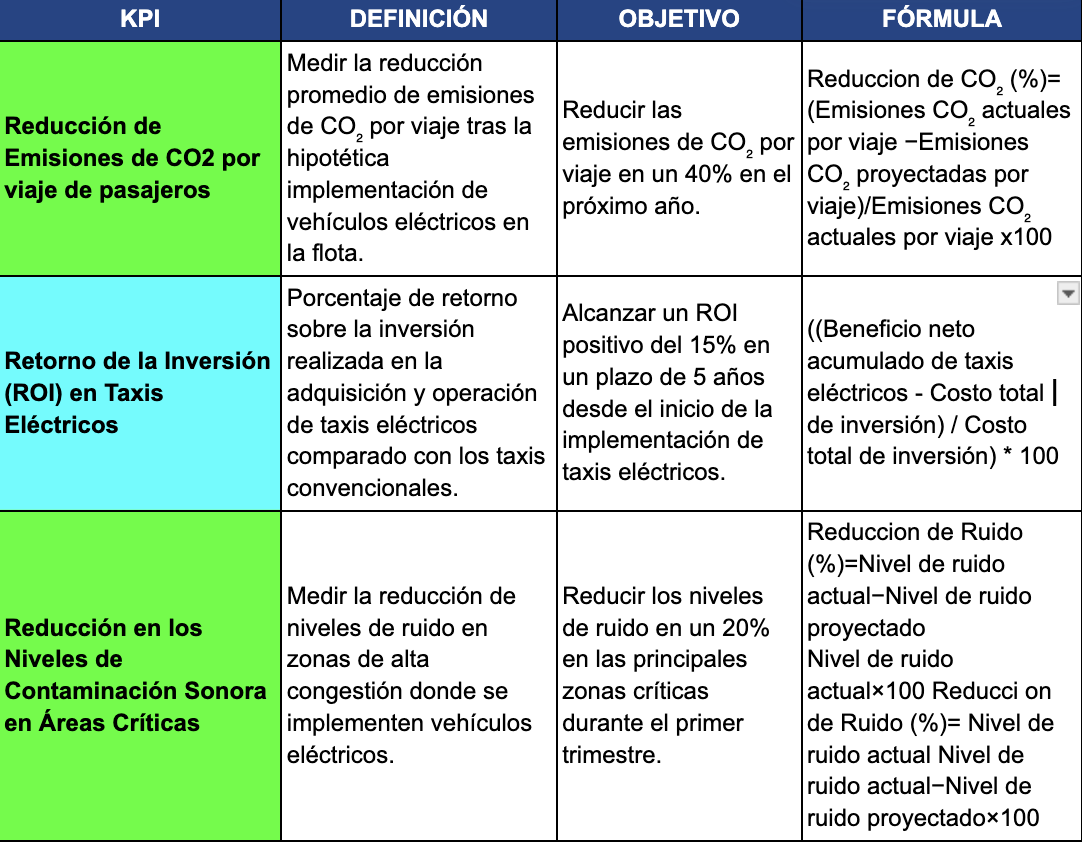 KPI
DEFINICIÓN
OBJETIVO
FÓRMULA
Reducción de
Emisiones de CO2 por
viaje de pasajeros
Medir la reducción
promedio de emisiones
de CO₂ por viaje tras la
hipotética
implementación de
vehículos eléctricos en
la flota.
Reducir las
emisiones de CO₂ por
viaje en un 40% en el
próximo año.
Reduccion de CO₂ (%)=
(Emisiones CO₂ actuales
por viaje −Emisiones
CO₂ proyectadas por
viaje)/Emisiones CO₂
actuales por viaje x100
Retorno de la Inversión
(ROI) en Taxis
Eléctricos
Porcentaje de retorno
sobre la inversión
realizada en la
adquisición y operación
de taxis eléctricos
comparado con los taxis
convencionales.
Alcanzar un ROI
positivo del 15% en
un plazo de 5 años
desde el inicio de la
implementación de
taxis eléctricos.
((Beneficio neto
acumulado de taxis
eléctricos - Costo total
de inversión) / Costo
total de inversión) * 100
Reducción en los
Niveles de
Contaminación Sonora
en Áreas Críticas
Medir la reducción de
niveles de ruido en
zonas de alta
congestión donde se
implementen vehículos
eléctricos.
Reducir los niveles
de ruido en un 20%
en las principales
zonas críticas
durante el primer
trimestre.
Reduccion de Ruido
(%)=Nivel de ruido
actual−Nivel de ruido
proyectado
Nivel de ruido
actual×100 Reducci on
de Ruido (%)= Nivel de
ruido actual Nivel de
ruido actual−Nivel de
ruido proyectado×100